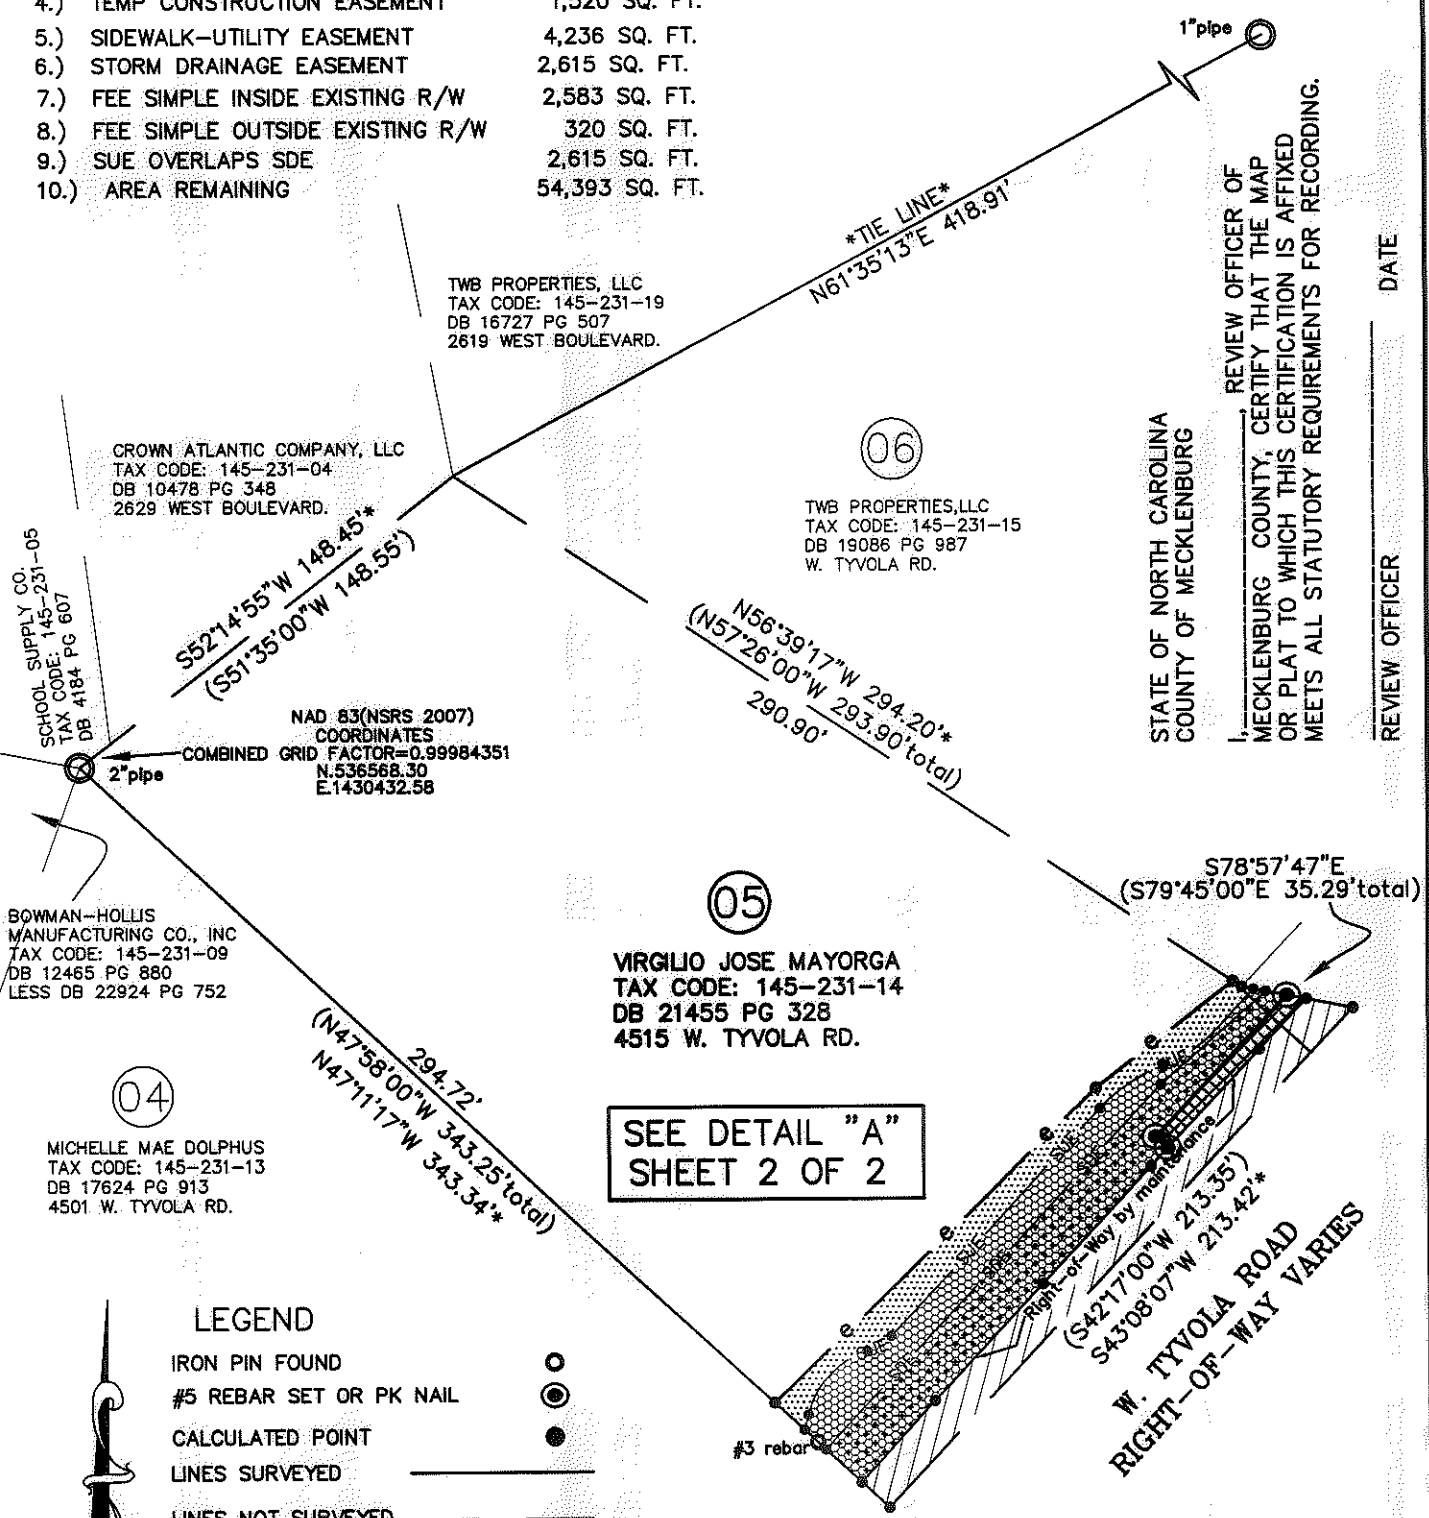 4.) TEMP CONSTRUCTION EASEMENT 1,520 SQ. FT.
5.) SIDEWALK-UTILITY EASEMENT 4,236 SQ. FT.
6.) STORM DRAINAGE EASEMENT 2,615 SQ. FT.
7.) FEE SIMPLE INSIDE EXISTING R/W 2,583 SQ. FT.
8.) FEE SIMPLE OUTSIDE EXISTING R/W 320 SQ. FT.
9.) SUE OVERLAPS SDE 2,615 SQ. FT.
10.) AREA REMAINING 54,393 SQ. FT.
1"pipe
*TIE LINE*
N61°35'13"E 418.91'
TWB PROPERTIES, LLC
TAX CODE: 145-231-19
DB 16727 PG 507
2619 WEST BOULEVARD.
CROWN ATLANTIC COMPANY, LLC
TAX CODE: 145-231-04
DB 10478 PG 348
2629 WEST BOULEVARD.
SCHOOL SUPPLY CO.
TAX CODE: 145-231-05
DB 4184 PG 607
S52°14'55"W 148.45'*
(S51°35'00"W 148.55')
06
TWB PROPERTIES,LLC
TAX CODE: 145-231-15
DB 19086 PG 987
W. TYVOLA RD.
STATE OF NORTH CAROLINA
COUNTY OF MECKLENBURG
I, REVIEW OFFICER OF
MECKLENBURG COUNTY, CERTIFY THAT THE MAP
OR PLAT TO WHICH THIS CERTIFICATION IS AFFIXED
MEETS ALL STATUTORY REQUIREMENTS FOR RECORDING.
REVIEW OFFICER DATE
NAD 83(NSRS 2007)
COORDINATES
COMBINED GRID FACTOR=0.99984351
N.536568.30
E.1430432.58
2"pipe
N56°39'17"W 294.20'*
(N57°26'00"W 293.90'total)
290.90'
S78°57'47"E
(S79°45'00"E 35.29'total)
BOWMAN-HOLLIS
MANUFACTURING CO., INC
TAX CODE: 145-231-09
DB 12465 PG 880
LESS DB 22924 PG 752
05
VIRGILIO JOSE MAYORGA
TAX CODE: 145-231-14
DB 21455 PG 328
4515 W. TYVOLA RD.
294.72'
(N47°58'00"W 343.25'total)
N47°11'17"W 343.34'*
04
MICHELLE MAE DOLPHUS
TAX CODE: 145-231-13
DB 17624 PG 913
4501 W. TYVOLA RD.
SEE DETAIL "A"
SHEET 2 OF 2
e
e
e
e
SUE
SUE
Right-of-Way by maintenance
(S42°17'00"W 213.35')
S43°08'07"W 213.42'*
W. TYVOLA ROAD
RIGHT-OF-WAY VARIES
#3 rebar
LEGEND
IRON PIN FOUND
#5 REBAR SET OR PK NAIL
CALCULATED POINT
LINES SURVEYED
LINES NOT SURVEYED